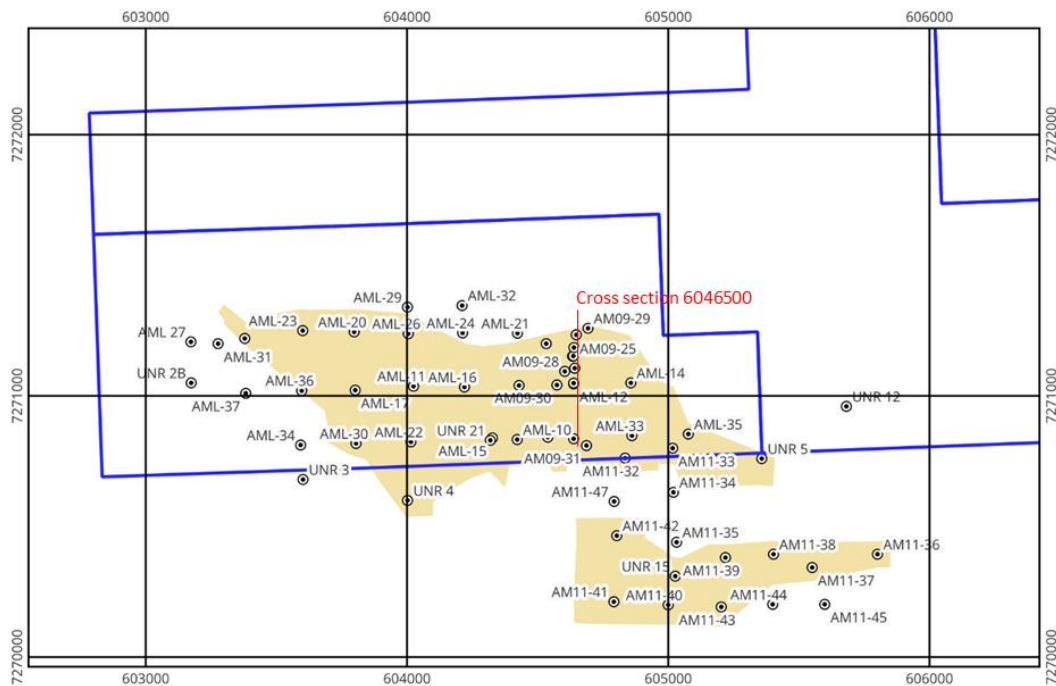 603000
604000
605000
606000
7272000
7272000
AML-29
AML-32
Cross section 6046500
AML-23
AML-20
AML-26
AML-24
AML-21
AM09-29
AML 27
AML-31
AM09-25
AM09-28
UNR 2B
AML-36
AML-11
AML-16
AML-14
7271000
7271000
AML-37
AML-17
AM09-30
AML-12
UNR 12
AML-34
AML-30
AML-22
UNR 21
AML-10
AML-33
AML-35
AML-15
AM09-31
AM11-32
AM11-33
UNR 5
UNR 3
UNR 4
AM11-47
AM11-34
AM11-42
AM11-35
AM11-38
AM11-36
UNR 15
AM11-39
AM11-37
AM11-41
AM11-40
AM11-44
AM11-43
AM11-45
7270000
7270000
603000
604000
605000
606000